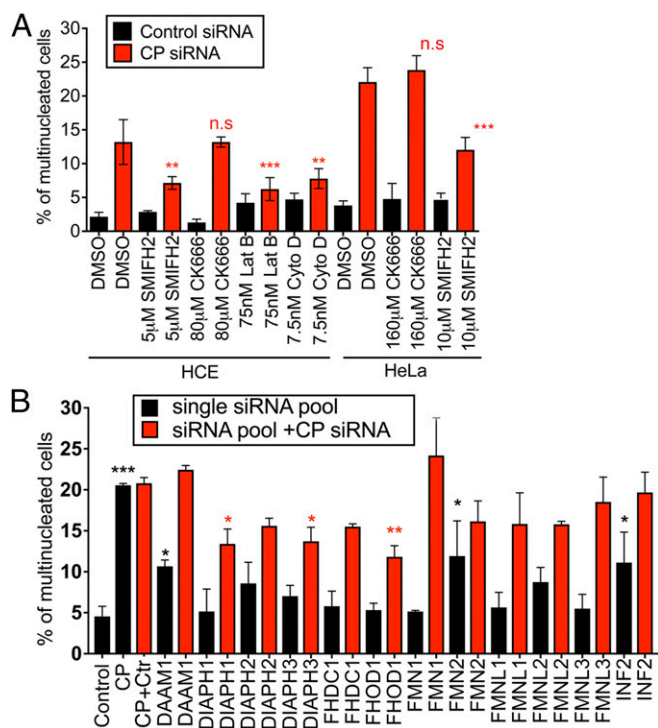 A
Control siRNA
CP siRNA
% of multinucleated cells
30
25
20
15
10
5
0
**
n.s
***
**
n.s
***
DMSO
DMSO
5µM SMIFH2
5µM SMIFH2
80µM CK666
80µM CK666
75nM Lat B
75nM Lat B
7.5nM Cyto D
7.5nM Cyto D
DMSO
DMSO
160µM CK666
160µM CK666
10µM SMIFH2
10µM SMIFH2
HCE
HeLa
B
single siRNA pool
siRNA pool +CP siRNA
% of multinucleated cells
30
25
20
15
10
5
0
***
*
*
*
**
*
*
Control
CP
CP+Ctr
DAAM1
DAAM1
DIAPH1
DIAPH1
DIAPH2
DIAPH2
DIAPH3
DIAPH3
FHDC1
FHDC1
FHOD1
FHOD1
FMN1
FMN1
FMN2
FMN2
FMNL1
FMNL1
FMNL2
FMNL2
FMNL3
FMNL3
INF2
INF2